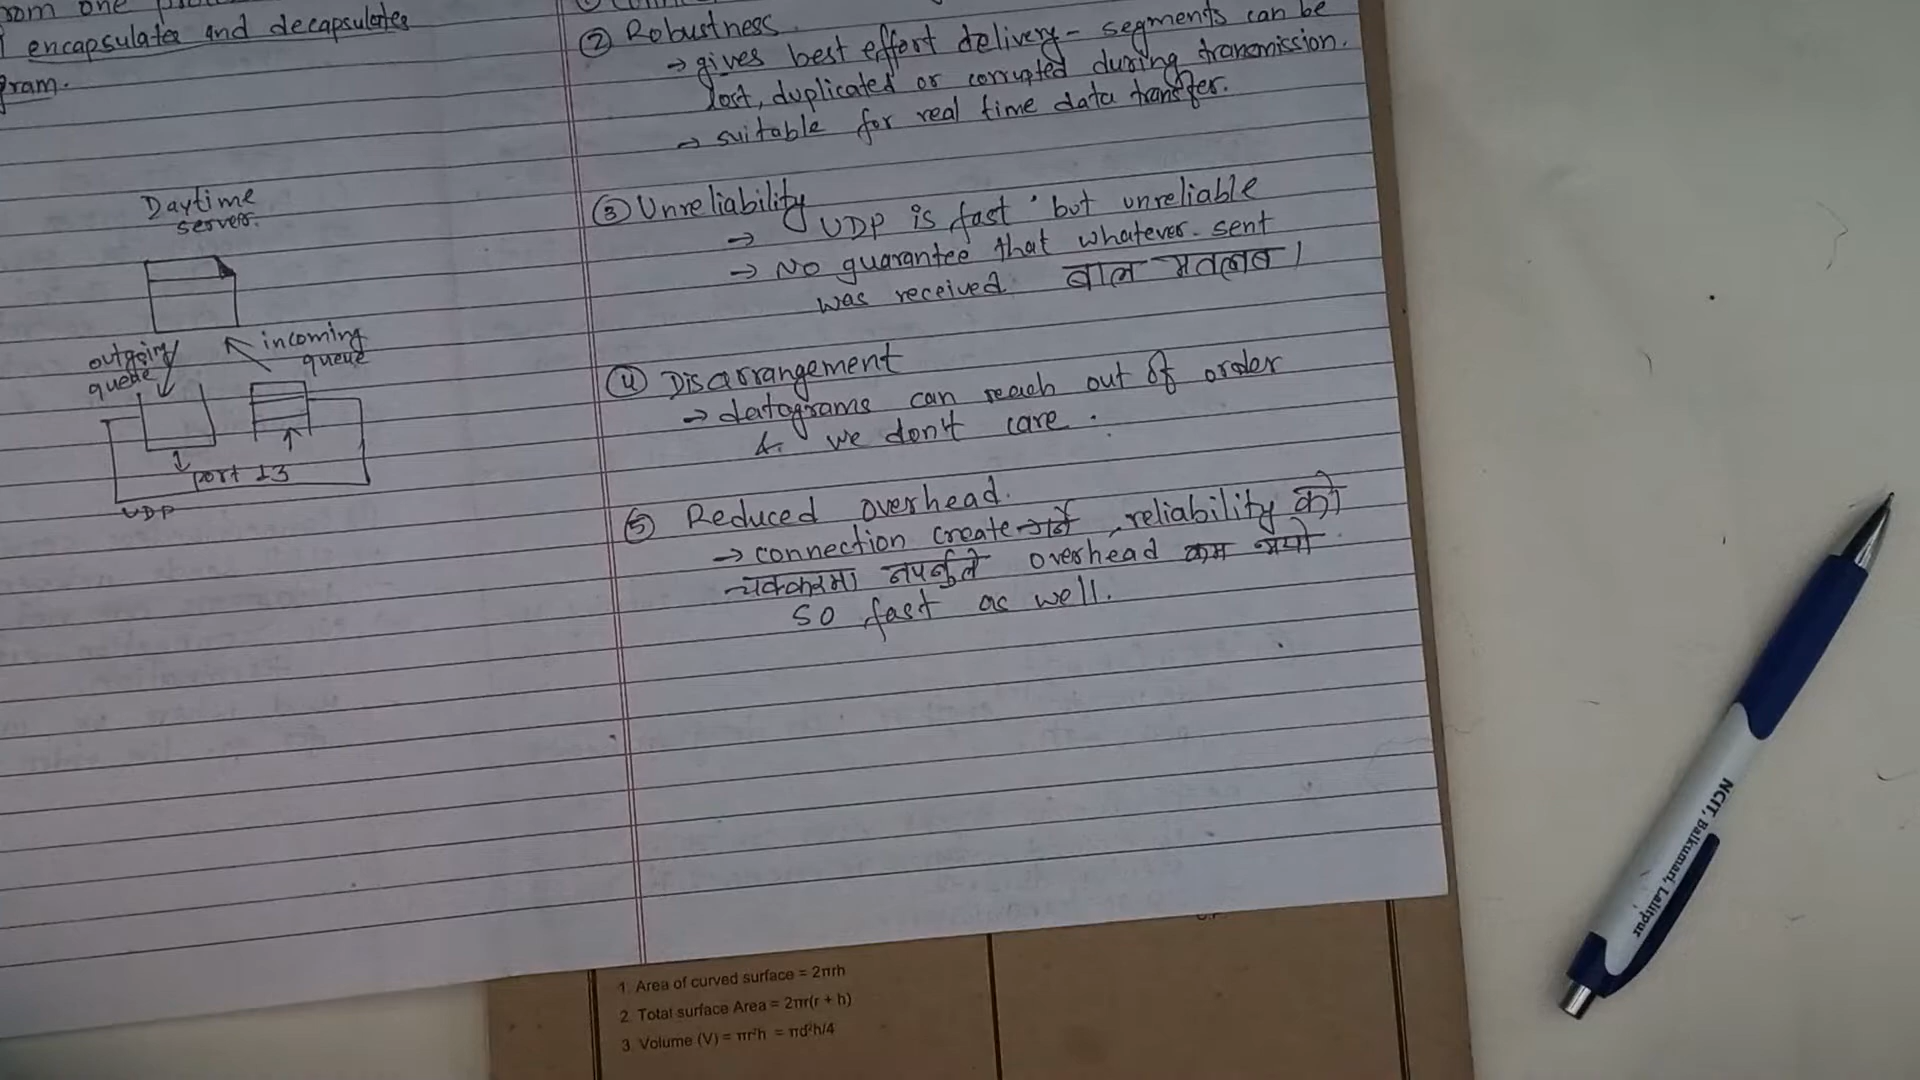 rom one
encapsulates and decapsulates
gram.
Daytime
server.
outgoing
queue
incoming
queue
port 13
UDP
② Robustness
→ gives best effort delivery - segments can be
lost, duplicated or corrupted during transmission.
→ suitable for real time data transfer.
③ Unreliability
→ UDP is fast but unreliable
→ No guarantee that whatever sent
was received. बाल मतलब।
④ Disarrangement
→ datagrams can reach out of order
& we don't care.
⑤ Reduced overhead.
→ connection create गर्ने, reliability को
नपर्नुले overhead कम भयो
so fast as well.
1. Area of curved surface = 2πrh
2. Total surface Area = 2πr(r + h)
3. Volume (V) = πr²h = πd²h/4
NCIT, Balkumari, Lalitpur